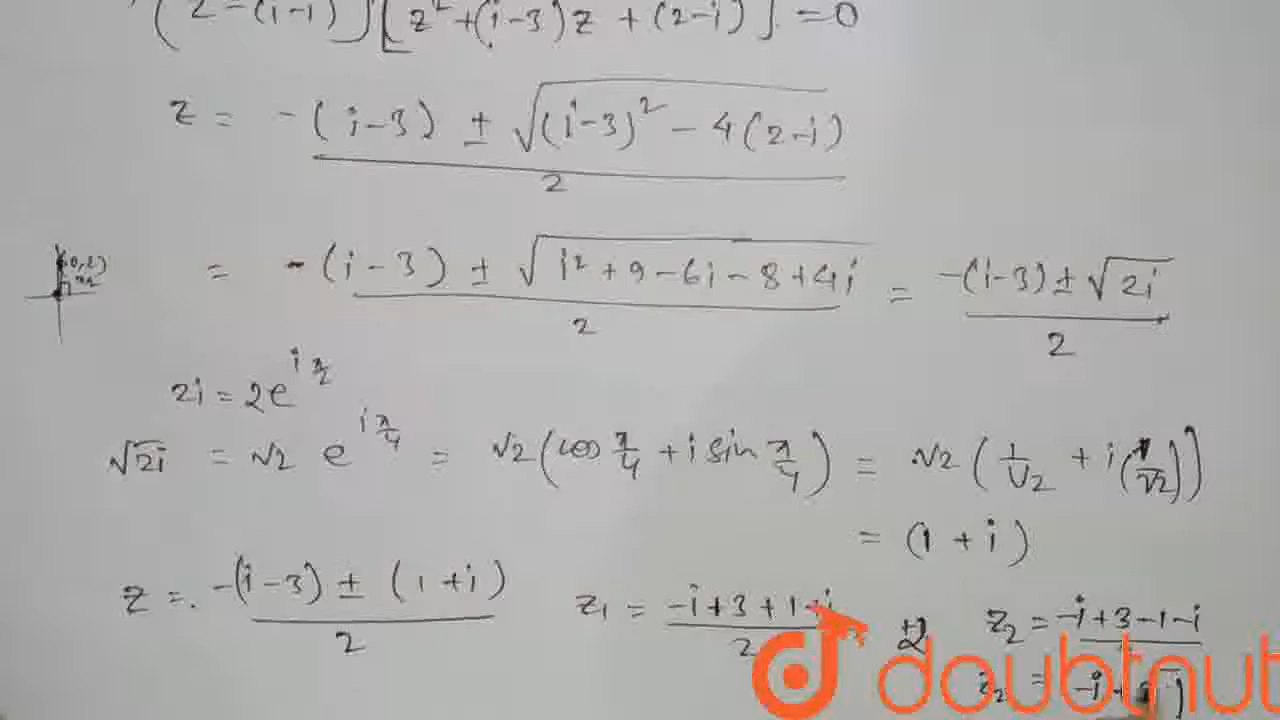 (z-(i-1)][z²+(i-3)z + (2-i)] = 0
z = -(i-3) ± √((i-3)² - 4(2-i)) / 2
= -(i-3) ± √(i² + 9 - 6i - 8 + 4i) / 2 = -(i-3) ± √2i / 2
2i = 2e^(i π/2)
√2i = √2 e^(i π/4) = √2 (cos π/4 + i sin π/4) = √2 (1/√2 + i(1/√2))
= (1 + i)
z = -(i-3) ± (1+i) / 2 z₁ = -i+3+1+i / 2 z₂ = -i+3-1-i
z₂ =
doubtnut